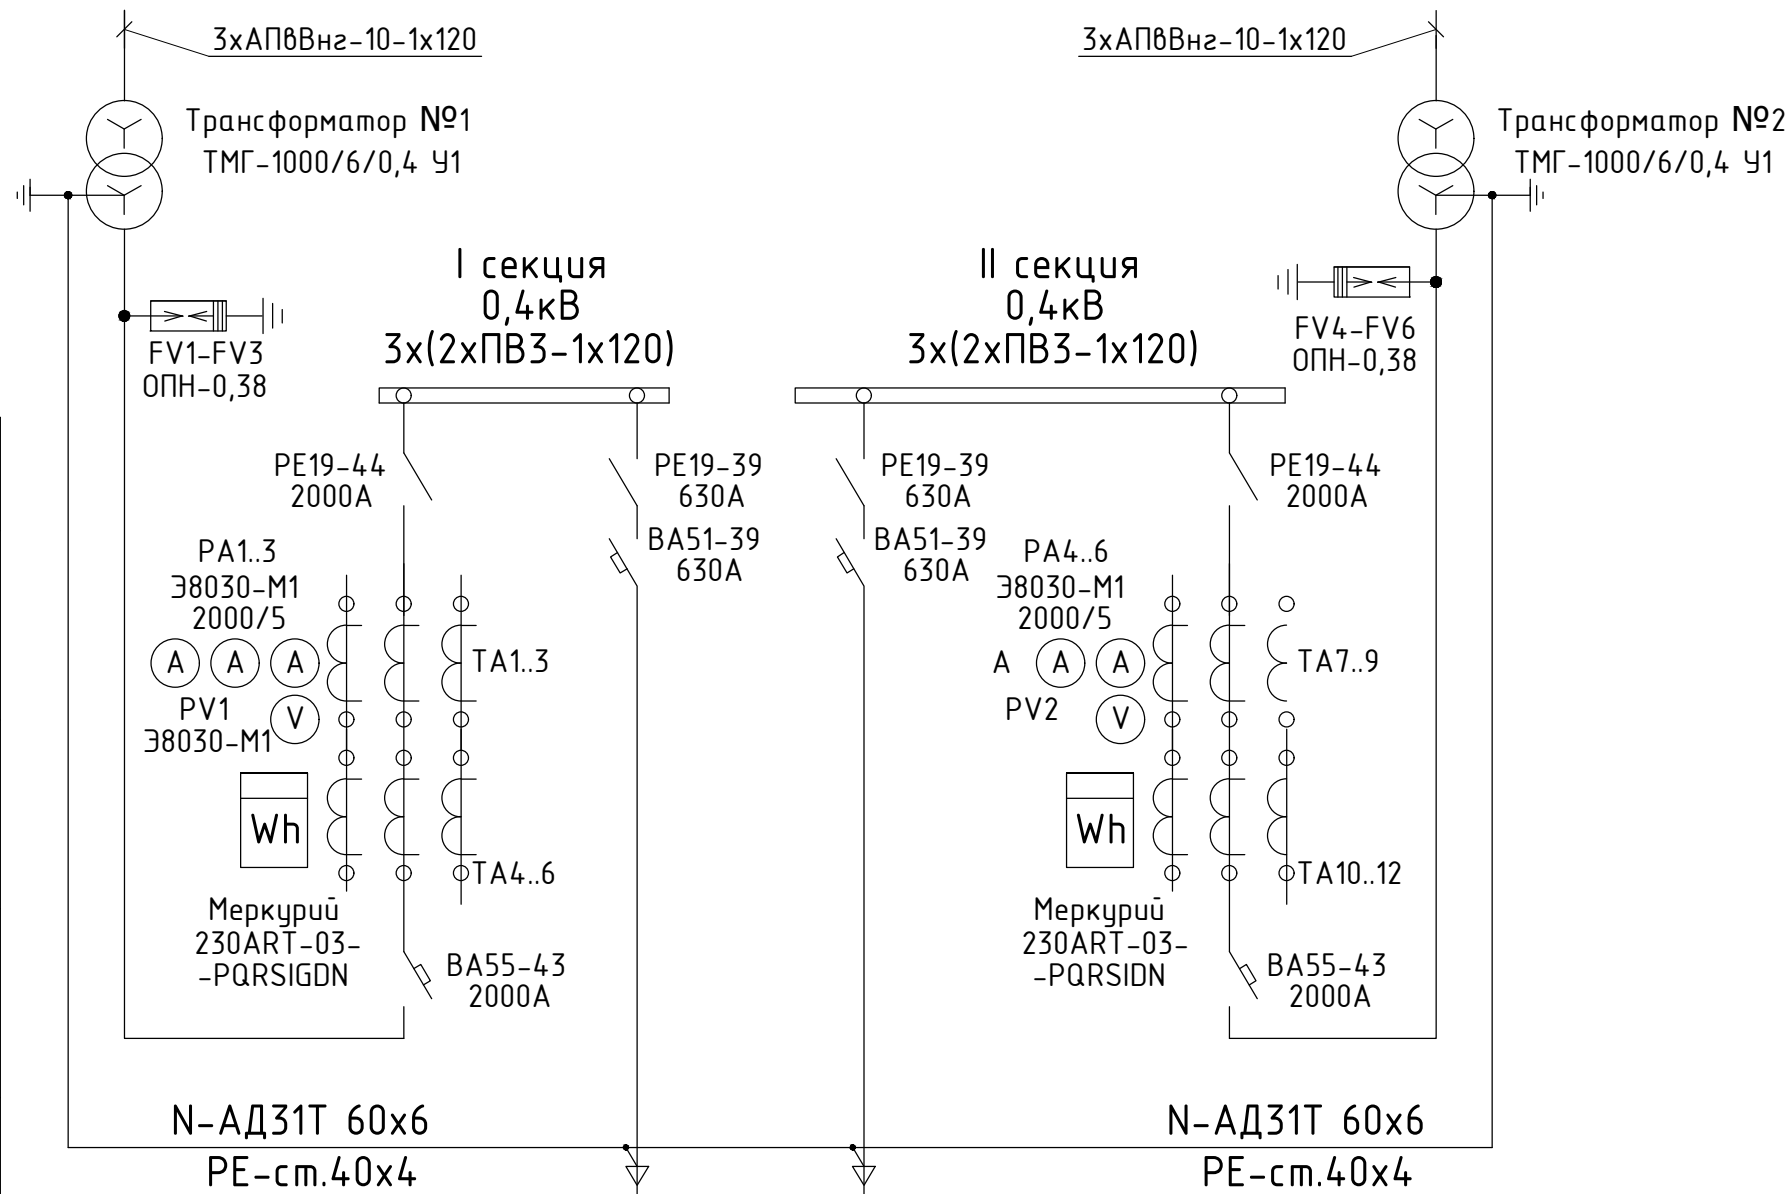 3хАПвВнг-10-1х120
3хАПвВнг-10-1х120
Трансформатор №1
ТМГ-1000/6/0,4 У1
Трансформатор №2
ТМГ-1000/6/0,4 У1
I секция
0,4кВ
3х(2хПВ3-1х120)
II секция
0,4кВ
3х(2хПВ3-1х120)
FV1-FV3
ОПН-0,38
FV4-FV6
ОПН-0,38
РЕ19-44
2000А
РЕ19-39
630А
РЕ19-39
630А
РЕ19-44
2000А
ВА51-39
630А
ВА51-39
630А
РА1..3
Э8030-М1
2000/5
А А А
ТА1..3
PV1
V
Э8030-М1
Wh
ТА4..6
Меркурий
230ART-03-
-PQRSIGDN
ВА55-43
2000А
РА4..6
Э8030-М1
2000/5
А А А
ТА7..9
PV2
V
Wh
ТА10..12
Меркурий
230ART-03-
-PQRSIDN
ВА55-43
2000А
N-АД31Т 60х6
РЕ-ст.40х4
N-АД31Т 60х6
РЕ-ст.40х4